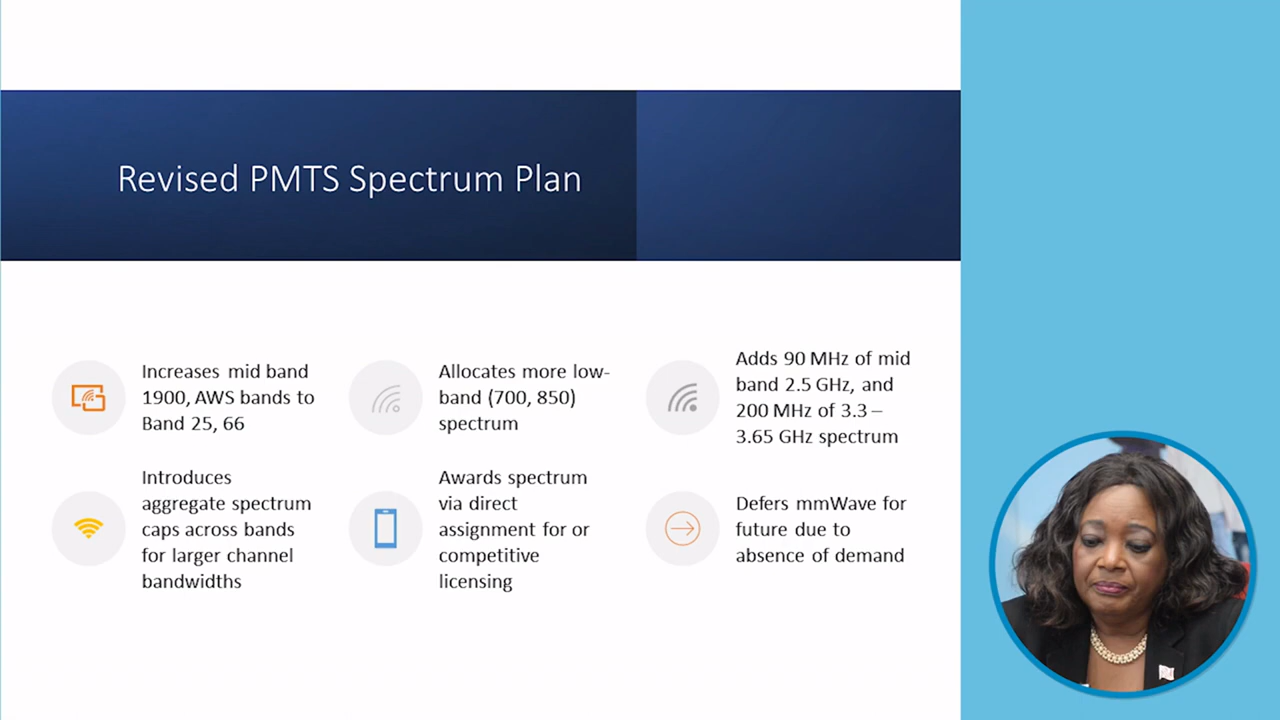 Revised PMTS Spectrum Plan
Increases mid band
1900, AWS bands to
Band 25, 66
Allocates more low-
band (700, 850)
spectrum
Adds 90 MHz of mid
band 2.5 GHz, and
200 MHz of 3.3 –
3.65 GHz spectrum
Introduces
aggregate spectrum
caps across bands
for larger channel
bandwidths
Awards spectrum
via direct
assignment for or
competitive
licensing
Defers mmWave for
future due to
absence of demand